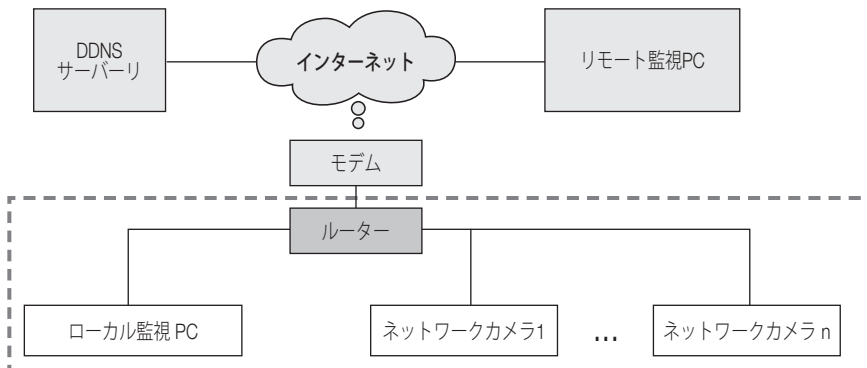 DDNS
サーバーリ
インターネット
リモート監視PC
モデム
ルーター
ローカル監視 PC
ネットワークカメラ1
...
ネットワークカメラ n